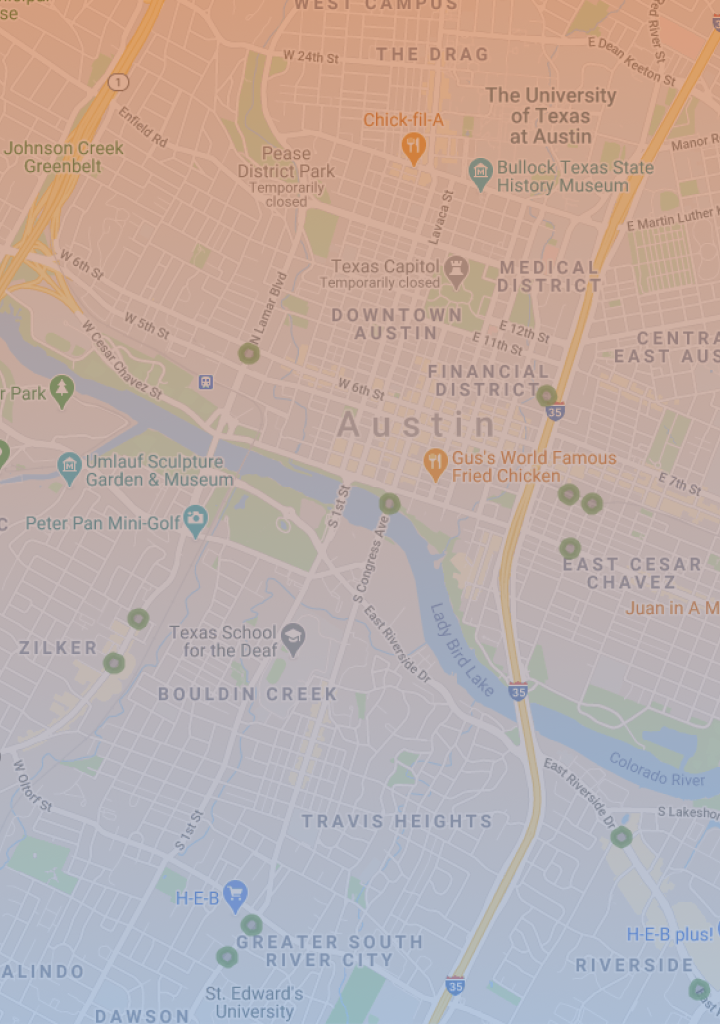 WEST CAMPUS
se
Red River St
W 24th St
THE DRAG
E Dean Keeton St
1
The University
of Texas
at Austin
Chick-fil-A
Enfield Rd
Johnson Creek
Greenbelt
Pease
District Park
Temporarily
closed
Bullock Texas State
History Museum
Manor R
Lavaca St
E Martin Luther K
W 6th St
Texas Capitol
Temporarily closed
MEDICAL
DISTRICT
N Lamar Blvd
W 5th St
DOWNTOWN
AUSTIN
E 12th St
E 11th St
CENTRA
EAST AUS
W Cesar Chavez St
FINANCIAL
DISTRICT
W 6th St
r Park
35
Austin
Umlauf Sculpture
Garden & Museum
Gus's World Famous
Fried Chicken
E 7th St
S 1st St
Peter Pan Mini-Golf
C
S Congress Ave
EAST CESAR
CHAVEZ
Juan in A M
East Riverside Dr
Lady Bird Lake
ZILKER
Texas School
for the Deaf
BOULDIN CREEK
35
W Oltorf St
East Riverside Dr
Colorado River
S Lakeshor
S 1st St
TRAVIS HEIGHTS
H-E-B
GREATER SOUTH
RIVER CITY
H-E-B plus!
ALINDO
RIVERSIDE
St. Edward's
University
35
DAWSON